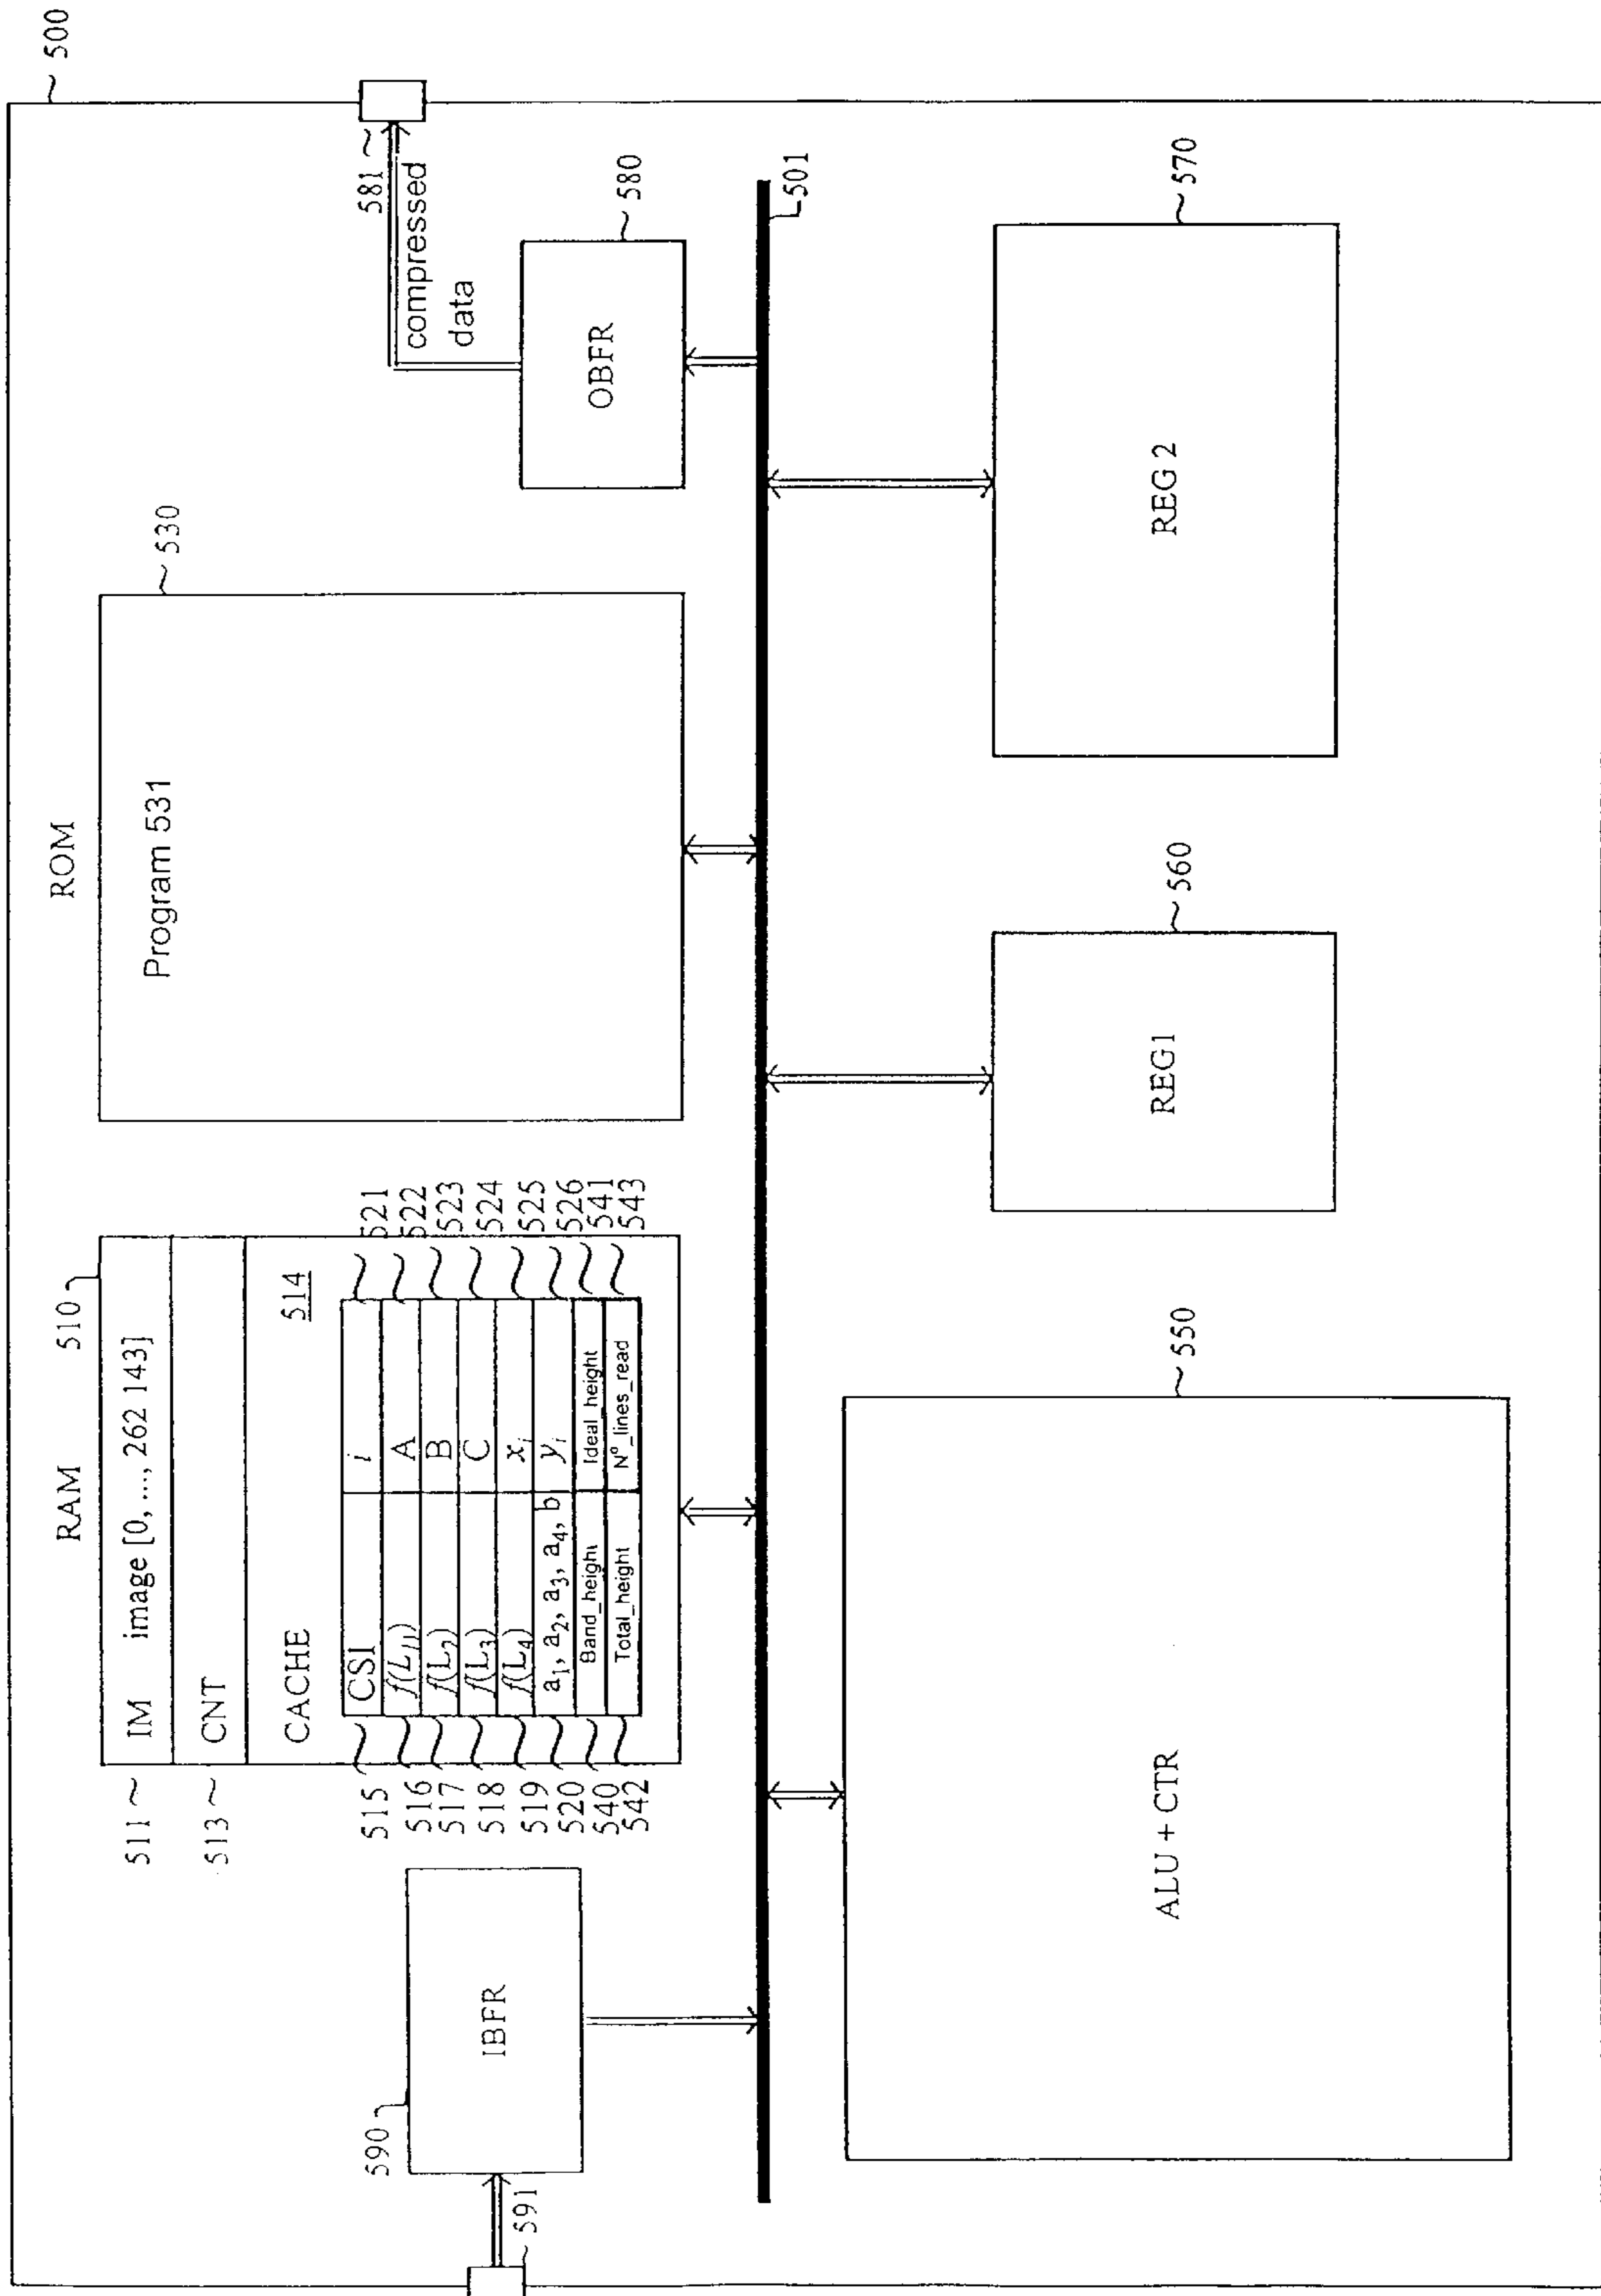 500
RAM
510
ROM
511
IM image [0, ..., 262 143]
513
CNT
CACHE
514
515
CSI
i
521
516
f(L11)
A
522
517
f(L2)
B
523
518
f(L3)
C
524
519
f(L4)
xi
525
520
a1, a2, a3, a4, b
yi
526
540
Band_height
Ideal_height
541
542
Total_height
N°_lines_read
543
Program 531
530
581
compressed
data
OBFR
580
590
IBFR
591
501
ALU + CTR
550
REG1
560
REG 2
570